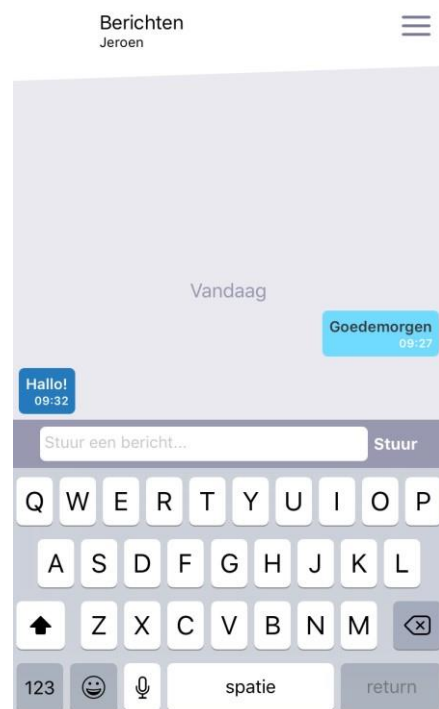 Berichten
Jeroen
Vandaag
Goedemorgen
09:27
Hallo!
09:32
Stuur een bericht...
Stuur
Q W E R T Y U I O P
A S D F G H J K L
Z X C V B N M
123 spatie return